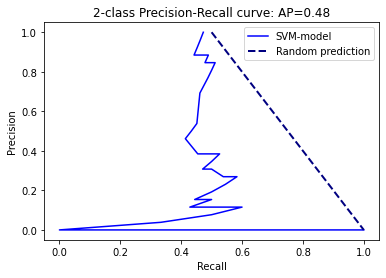 2-class Precision-Recall curve: AP=0.48
SVM-model
Random prediction
Precision
1.0
0.8
0.6
0.4
0.2
0.0
0.0 0.2 0.4 0.6 0.8 1.0
Recall